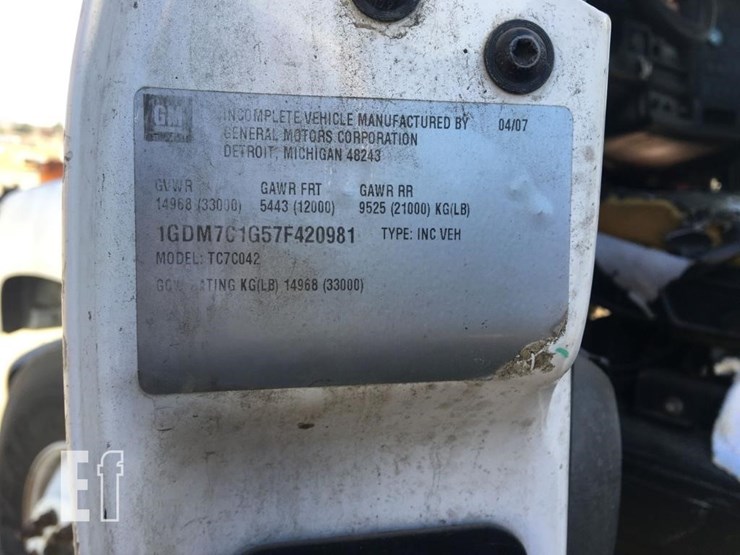 GM
INCOMPLETE VEHICLE MANUFACTURED BY 04/07
GENERAL MOTORS CORPORATION
DETROIT, MICHIGAN 48243
GVWR GAWR FRT GAWR RR
14968 (33000) 5443 (12000) 9525 (21000) KG(LB)
1GDM7C1G57F420981 TYPE: INC VEH
MODEL: TC7C042
KG(LB) 14968 (33000)
Ef